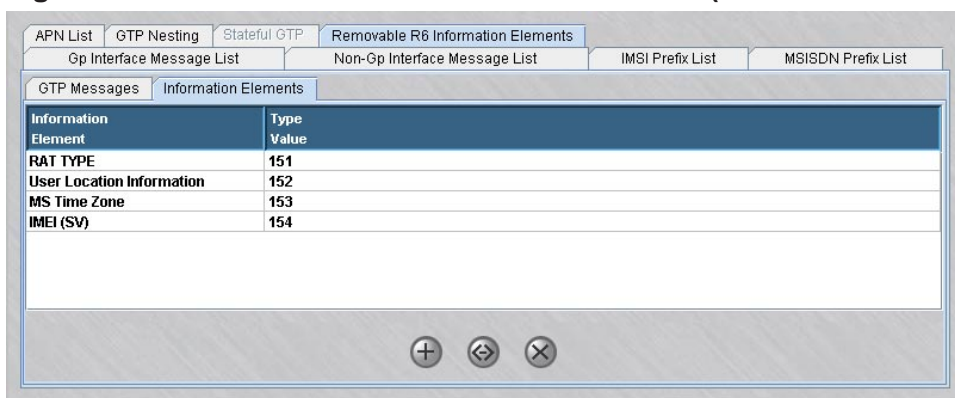 APN List GTP Nesting Stateful GTP Removable R6 Information Elements
Gp Interface Message List Non-Gp Interface Message List IMSI Prefix List MSISDN Prefix List
GTP Messages Information Elements
Information Element Type Value
RAT TYPE 151
User Location Information 152
MS Time Zone 153
IMEI (SV) 154